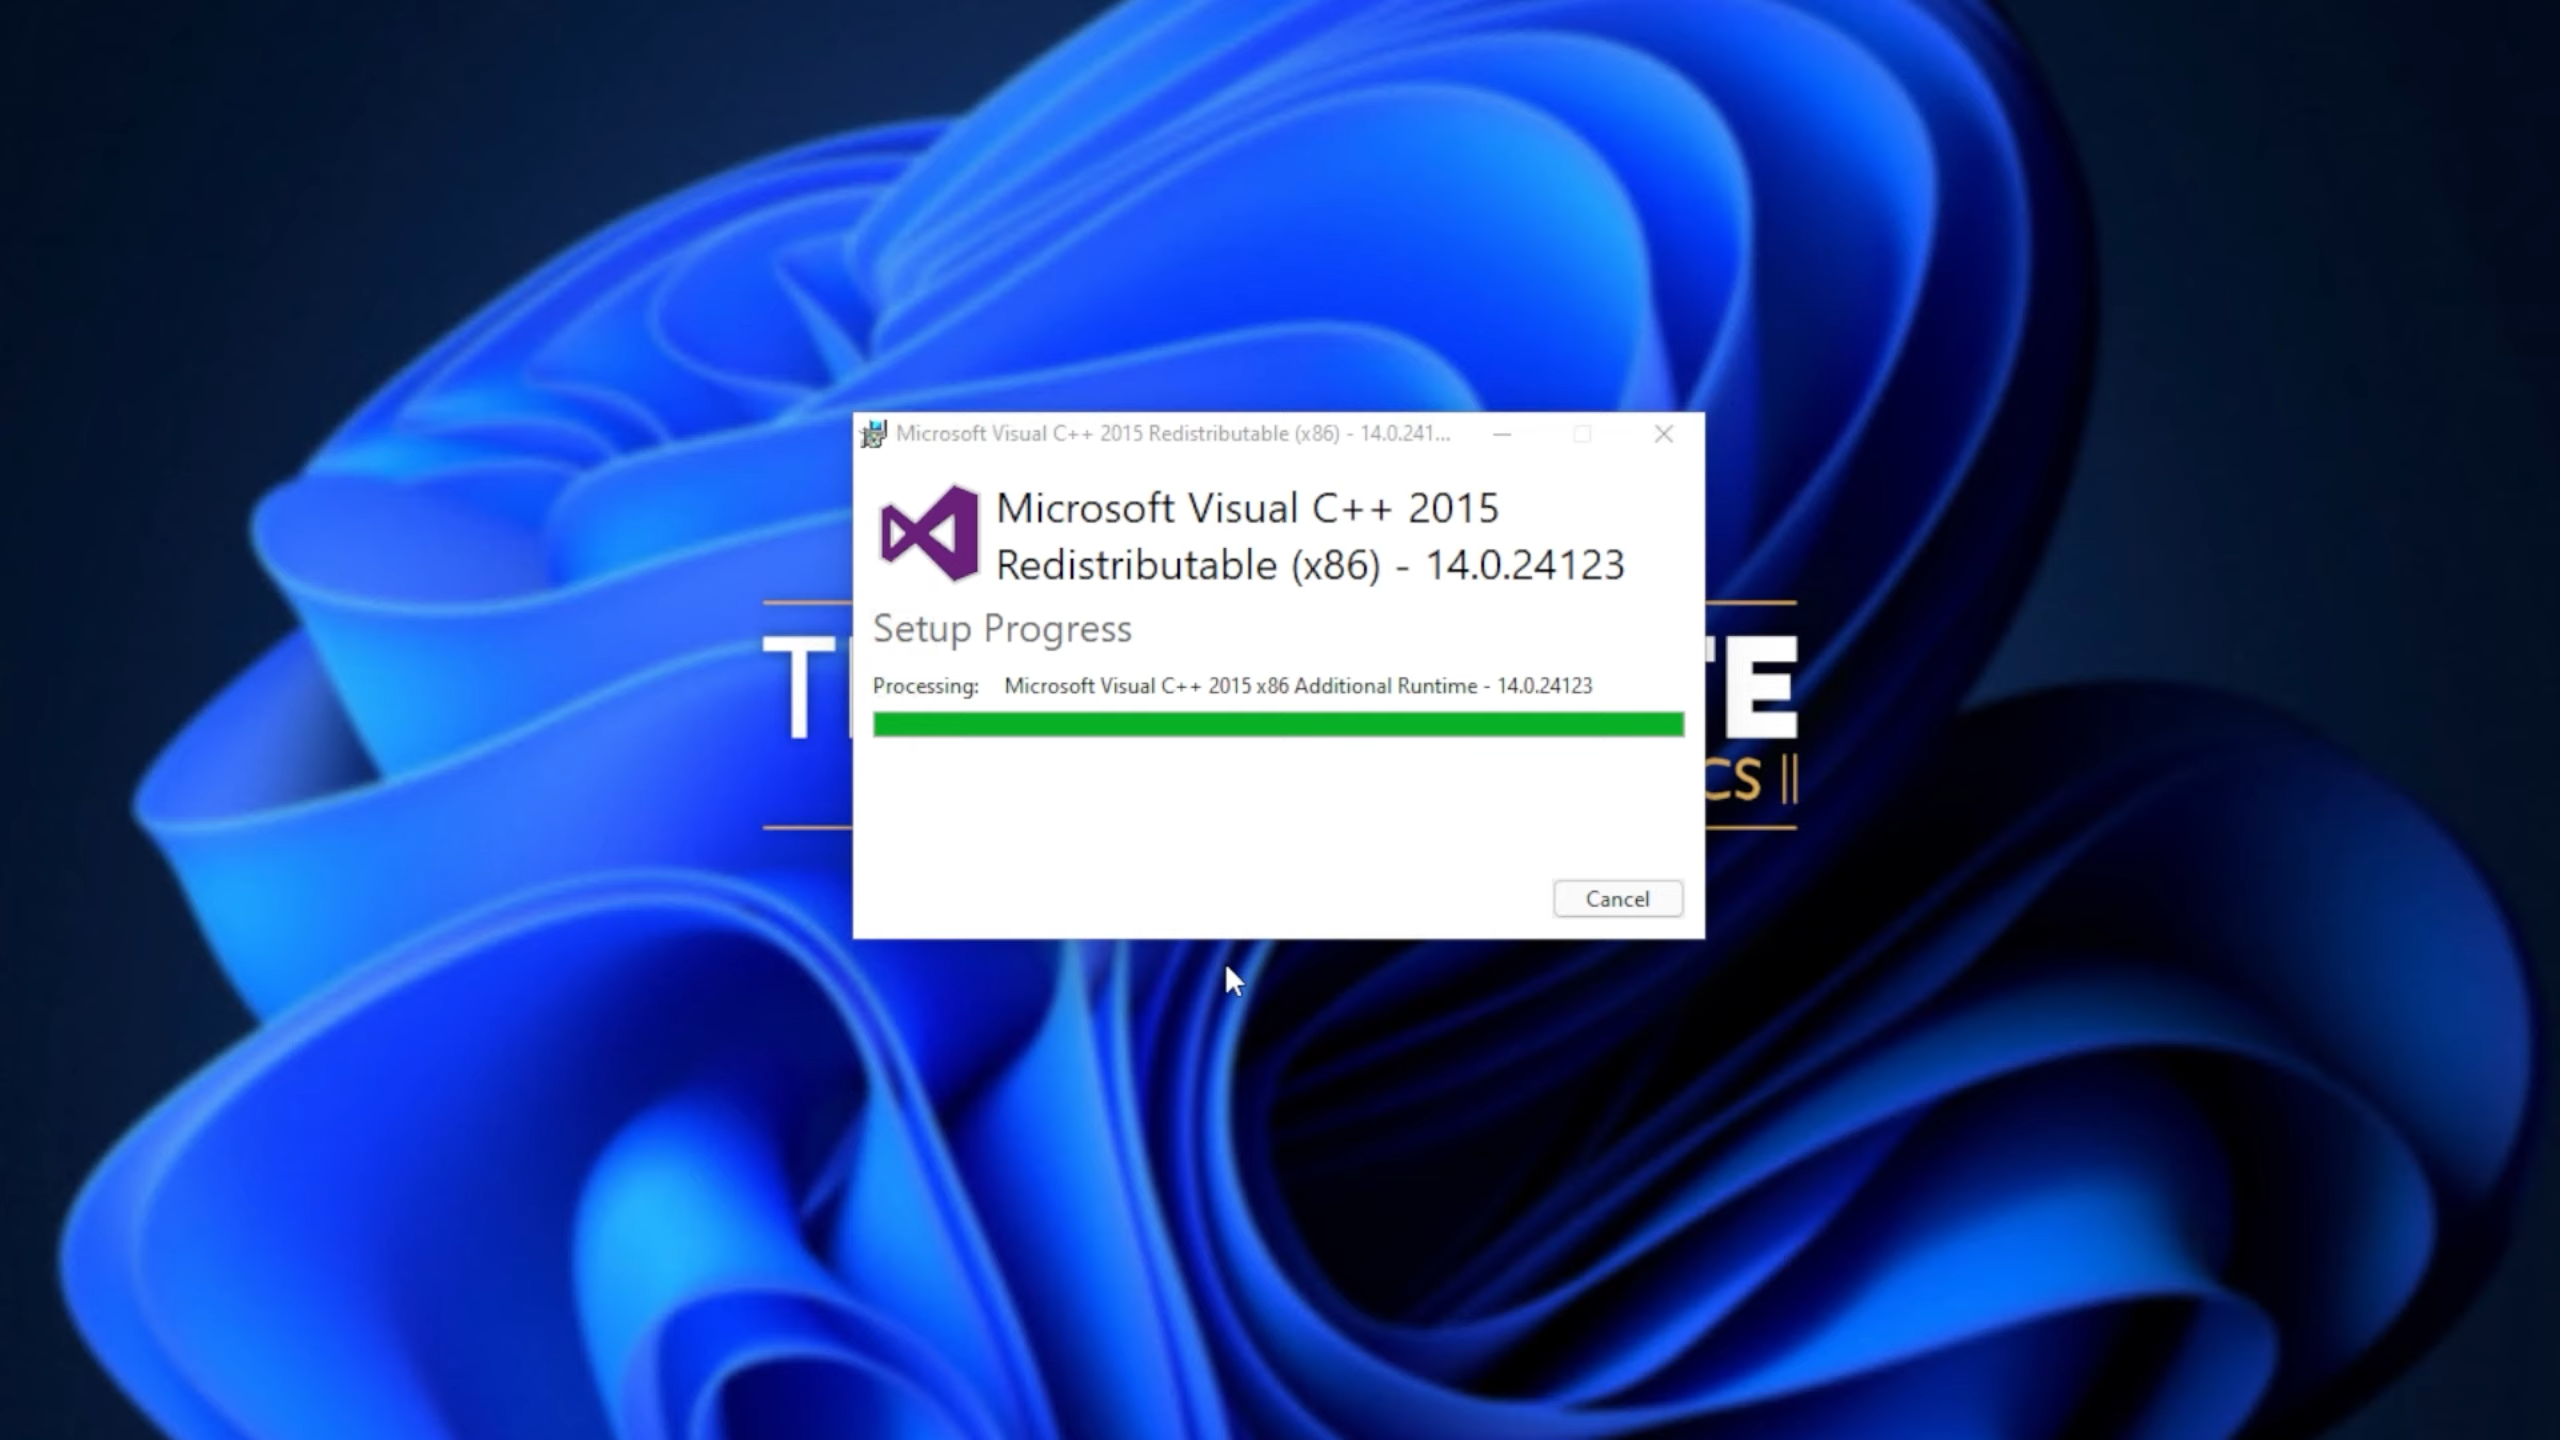 Microsoft Visual C++ 2015 Redistributable (x86) - 14.0.241...
Microsoft Visual C++ 2015
Redistributable (x86) - 14.0.24123
Setup Progress
Processing: Microsoft Visual C++ 2015 x86 Additional Runtime - 14.0.24123
Cancel